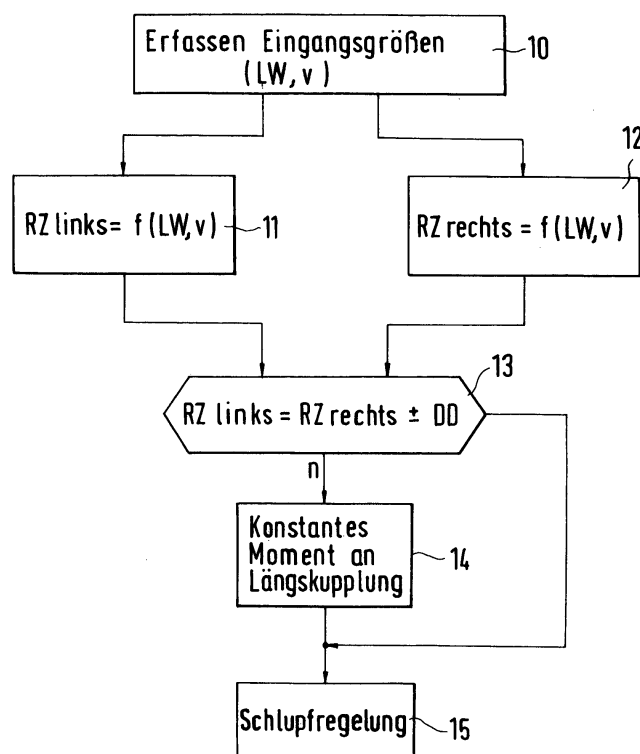 Erfassen Eingangsgrößen
(LW, v)
10
12
RZ links = f (LW, v)
11
RZ rechts = f (LW, v)
13
RZ links = RZ rechts ± DD
n
Konstantes
Moment an
Längskupplung
14
Schlupfregelung
15